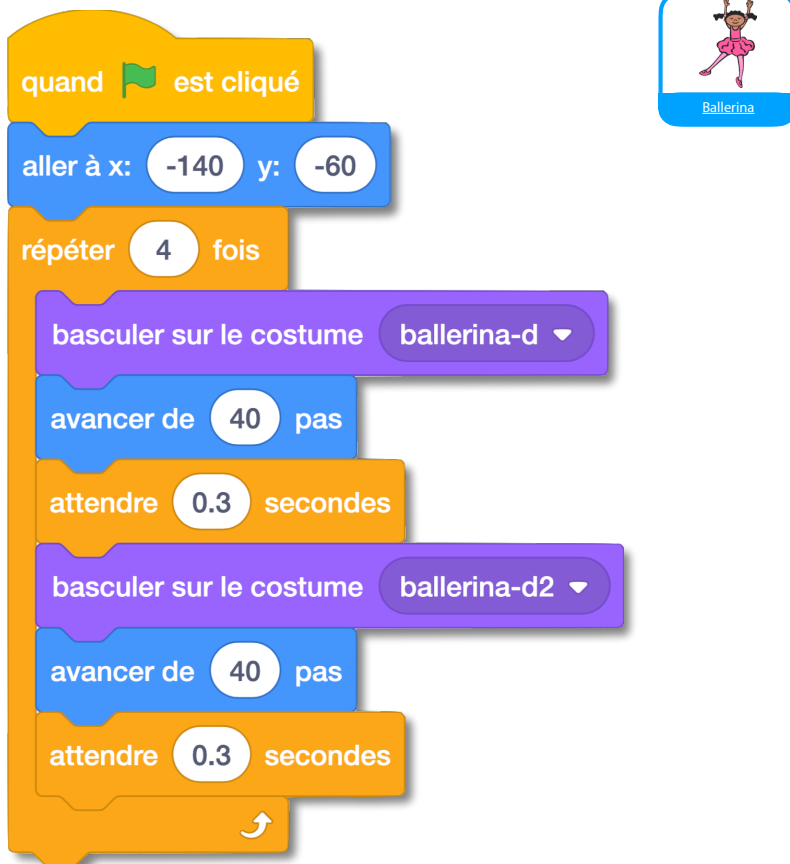 quand est cliqué
Ballerina
aller à x: -140 y: -60
répéter 4 fois
basculer sur le costume ballerina-d
avancer de 40 pas
attendre 0.3 secondes
basculer sur le costume ballerina-d2
avancer de 40 pas
attendre 0.3 secondes